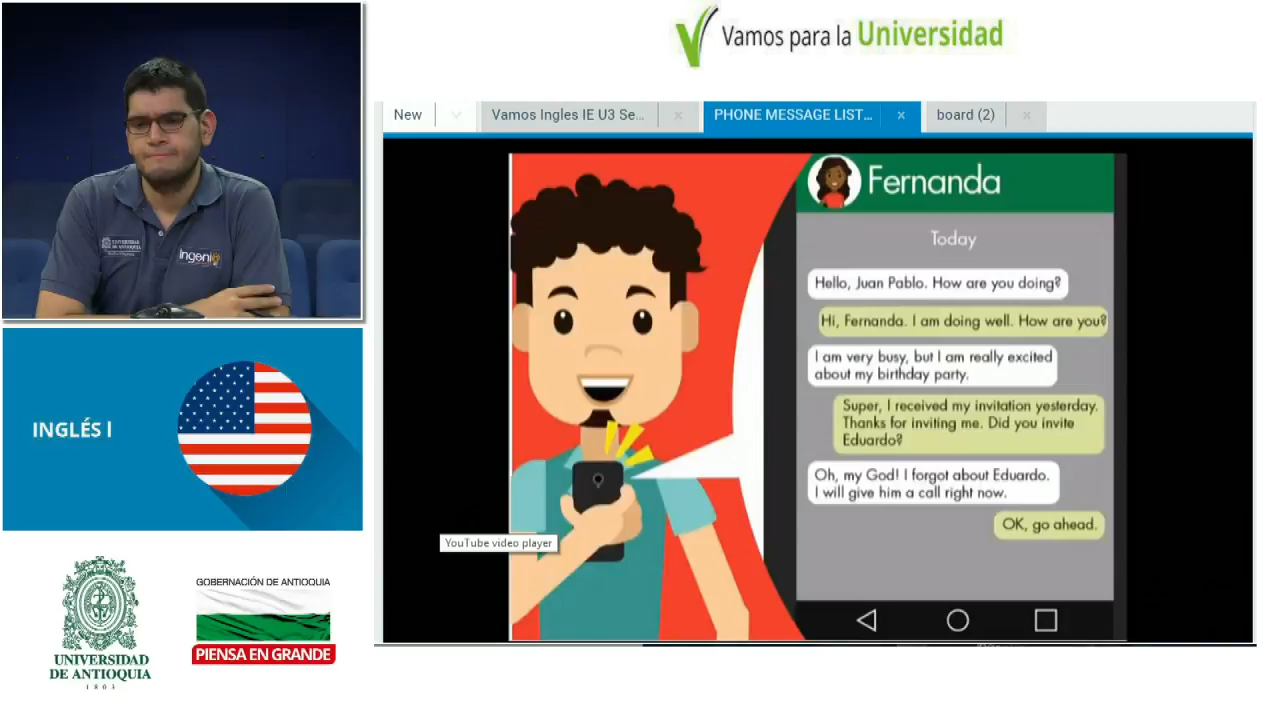 Vamos para la Universidad
New
Vamos Ingles IE U3 Se...
PHONE MESSAGE LIST...
board (2)
ingenio
Fernanda
Today
Hello, Juan Pablo. How are you doing?
Hi, Fernanda. I am doing well. How are you?
I am very busy, but I am really excited
about my birthday party.
Super, I received my invitation yesterday.
Thanks for inviting me. Did you invite
Eduardo?
Oh, my God! I forgot about Eduardo.
I will give him a call right now.
OK, go ahead.
YouTube video player
INGLÉS I
UNIVERSIDAD
DE ANTIOQUIA
1803
GOBERNACIÓN DE ANTIOQUIA
PIENSA EN GRANDE